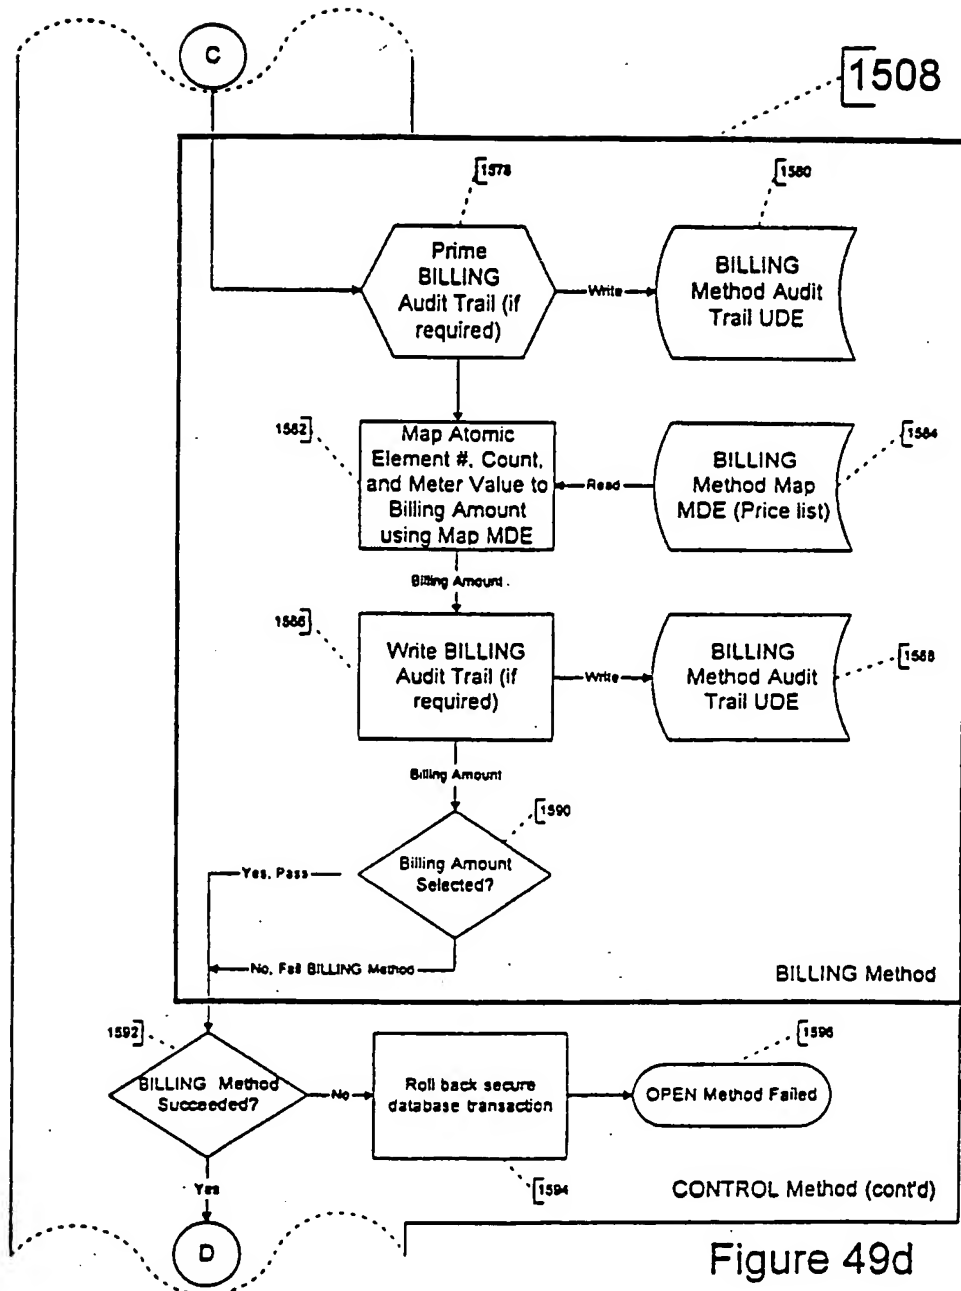 C
1508
1578
1580
Prime
BILLING
Audit Trail (if
required)
Write
BILLING
Method Audit
Trail UDE
1582
Map Atomic
Element #, Count,
and Meter Value to
Billing Amount
using Map MDE
Read
BILLING
Method Map
MDE (Price list)
1584
Billing Amount
1586
Write BILLING
Audit Trail (if
required)
Write
BILLING
Method Audit
Trail UDE
1588
Billing Amount
1590
Billing Amount
Selected?
Yes, Pass
No, Fail BILLING Method
BILLING Method
1592
BILLING Method
Succeeded?
No
Roll back secure
database transaction
1596
OPEN Method Failed
Yes
1594
CONTROL Method (cont'd)
D
Figure 49d